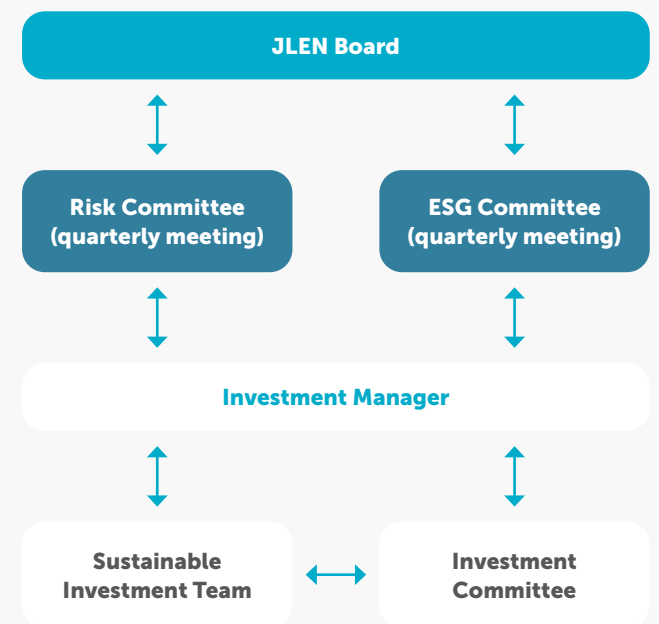 JLEN Board
Risk Committee
(quarterly meeting)
ESG Committee
(quarterly meeting)
Investment Manager
Sustainable
Investment Team
Investment
Committee